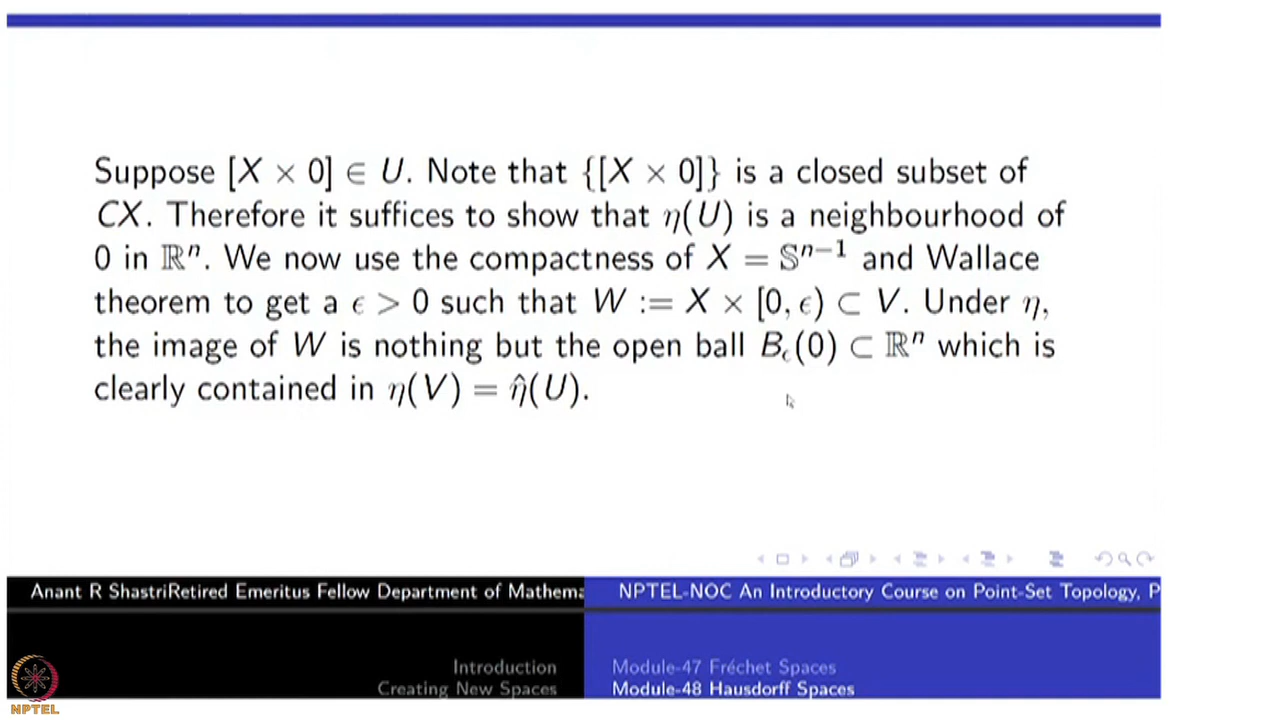 Suppose [X × 0] ∈ U. Note that {[X × 0]} is a closed subset of
CX. Therefore it suffices to show that η(U) is a neighbourhood of
0 in ℝⁿ. We now use the compactness of X = 𝕊ⁿ⁻¹ and Wallace
theorem to get a ϵ > 0 such that W := X × [0, ϵ) ⊂ V. Under η,
the image of W is nothing but the open ball Bϵ(0) ⊂ ℝⁿ which is
clearly contained in η(V) = η̂(U).
Anant R ShastriRetired Emeritus Fellow Department of Mathema
NPTEL-NOC An Introductory Course on Point-Set Topology, P
Introduction
Creating New Spaces
Module-47 Fréchet Spaces
Module-48 Hausdorff Spaces
NPTEL